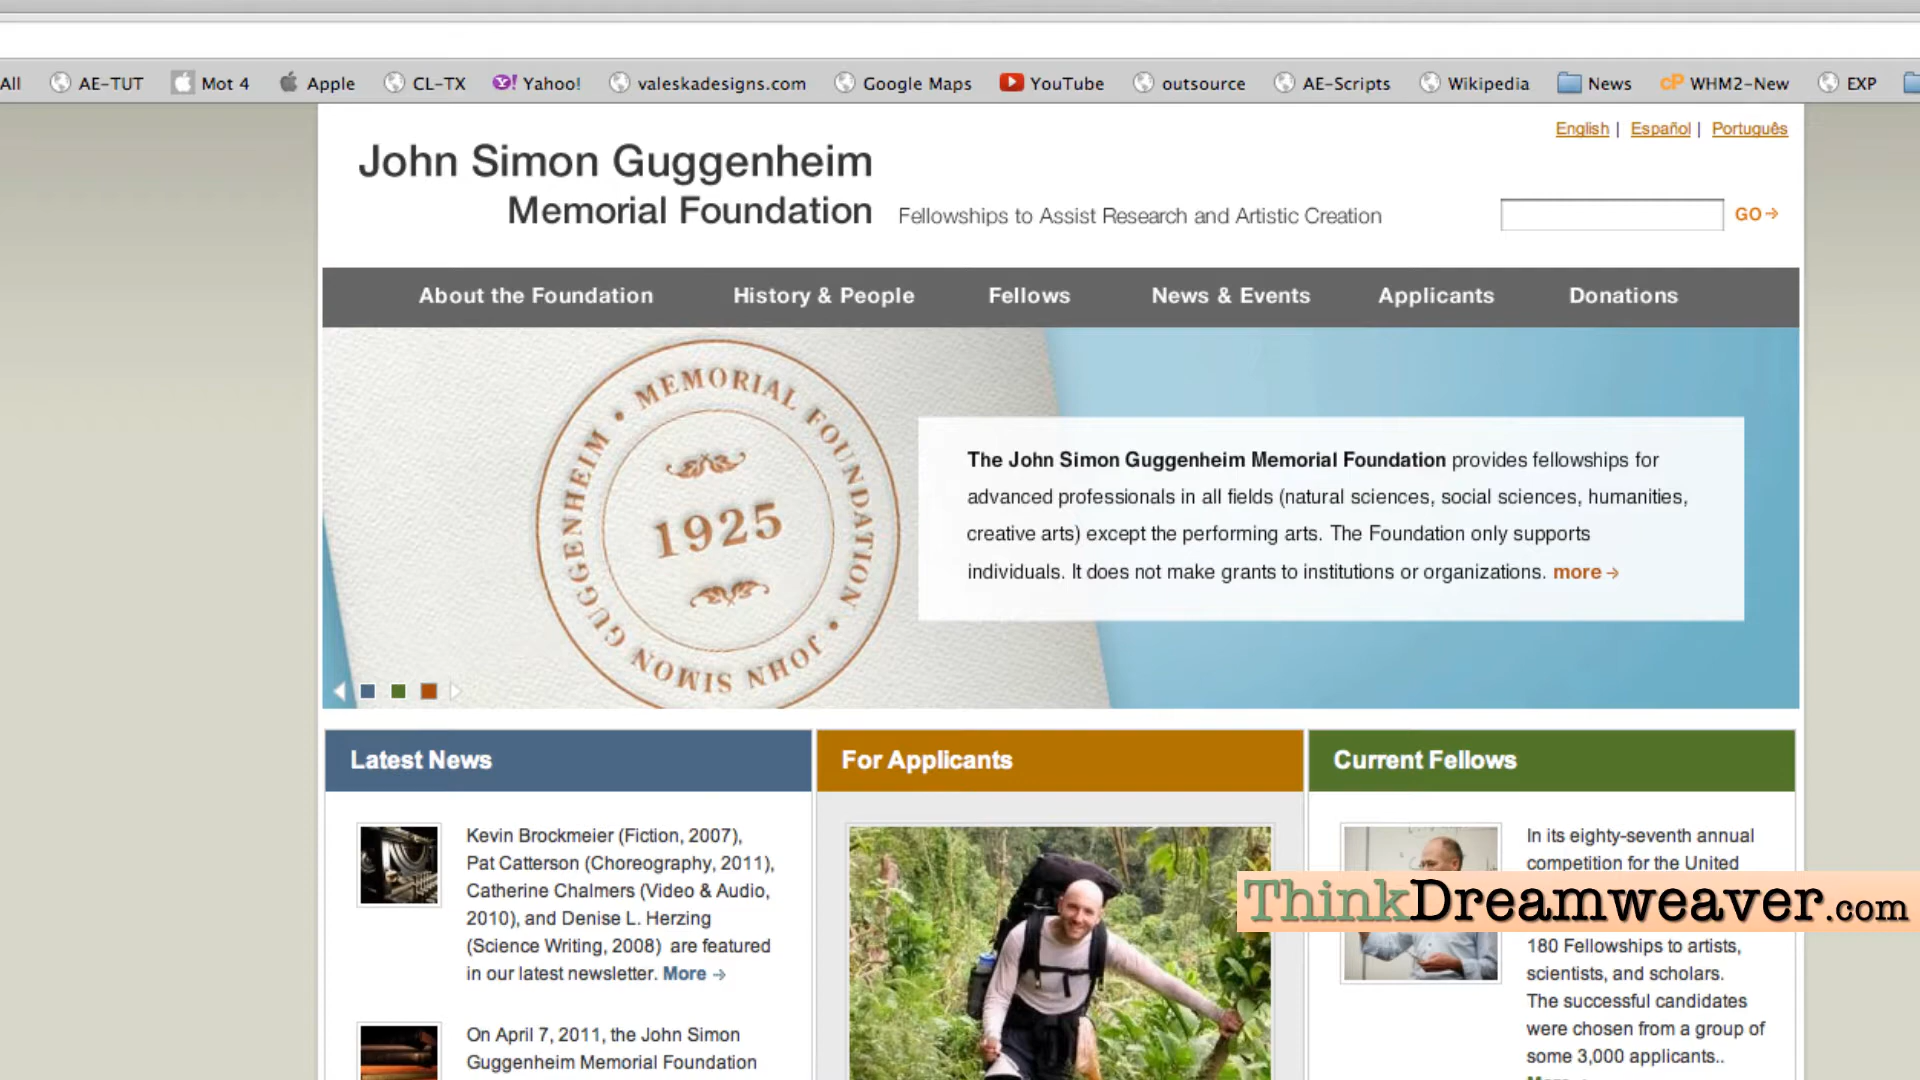 All AE-TUT Mot 4 Apple CL-TX Yahoo! valeskadesigns.com Google Maps YouTube outsource AE-Scripts Wikipedia News WHM2-New EXP
English | Español | Português
John Simon Guggenheim
Memorial Foundation Fellowships to Assist Research and Artistic Creation
GO
About the Foundation History & People Fellows News & Events Applicants Donations
MEMORIAL FOUNDATION • JOHN SIMON GUGGENHEIM •
1925
The John Simon Guggenheim Memorial Foundation provides fellowships for
advanced professionals in all fields (natural sciences, social sciences, humanities,
creative arts) except the performing arts. The Foundation only supports
individuals. It does not make grants to institutions or organizations. more
Latest News
Kevin Brockmeier (Fiction, 2007),
Pat Catterson (Choreography, 2011),
Catherine Chalmers (Video & Audio,
2010), and Denise L. Herzing
(Science Writing, 2008) are featured
in our latest newsletter. More
On April 7, 2011, the John Simon
Guggenheim Memorial Foundation
For Applicants
Current Fellows
In its eighty-seventh annual
competition for the United
ThinkDreamweaver.com
180 Fellowships to artists,
scientists, and scholars.
The successful candidates
were chosen from a group of
some 3,000 applicants..